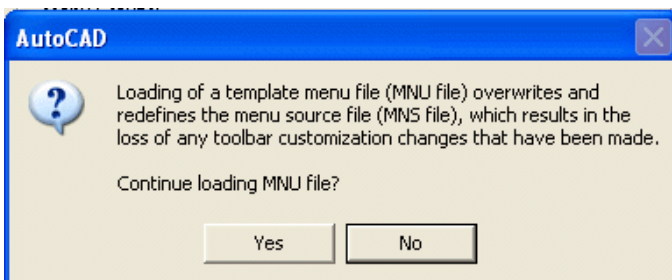 AutoCAD
Loading of a template menu file (MNU file) overwrites and
redefines the menu source file (MNS file), which results in the
loss of any toolbar customization changes that have been made.
Continue loading MNU file?
Yes No